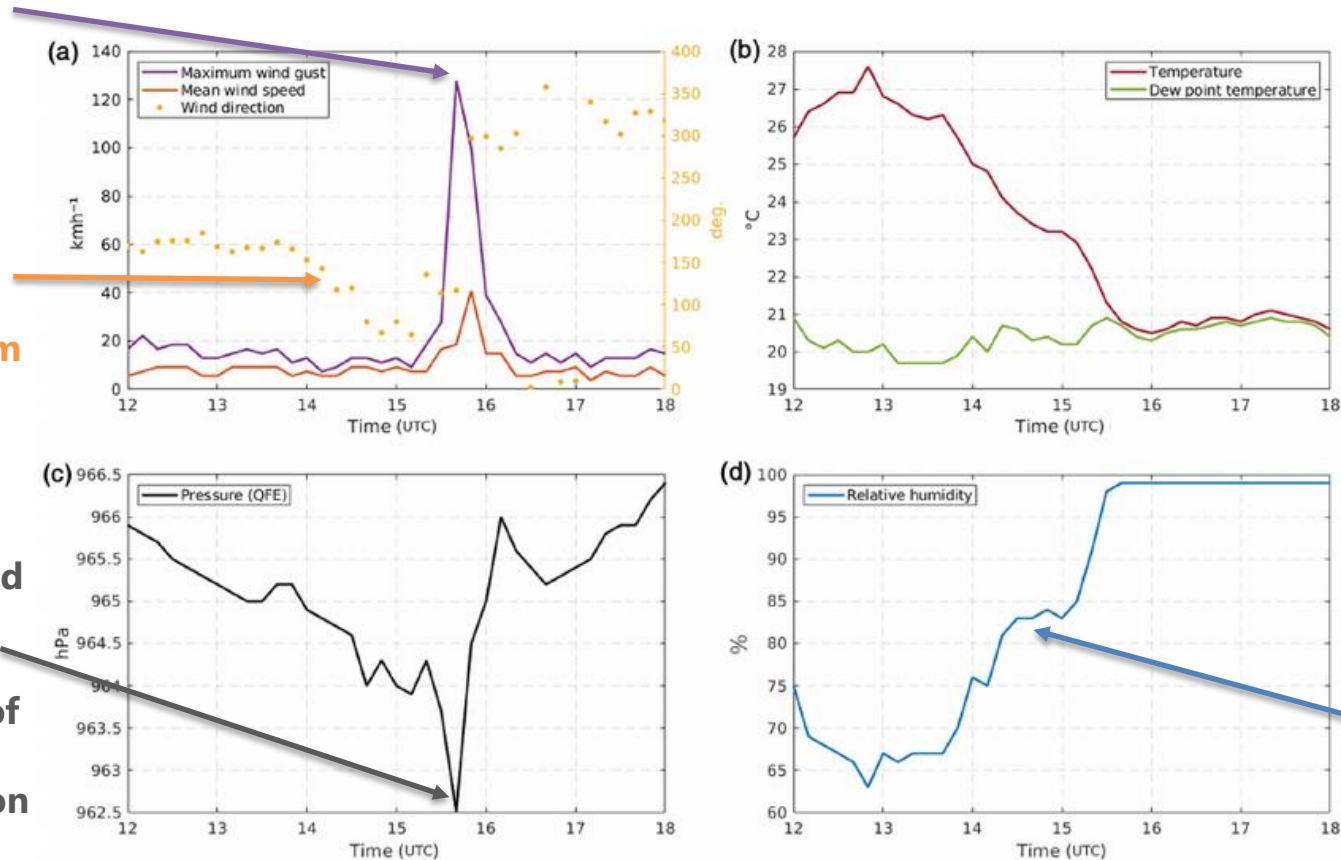 (a)
140
120
100
80
60
40
20
0
kmh⁻¹
Maximum wind gust
Mean wind speed
Wind direction
400
350
300
250
200
150
100
50
0
deg.
12 13 14 15 16 17 18
Time (UTC)
(b)
28
27
26
25
24
23
22
21
20
19
°C
Temperature
Dew point temperature
12 13 14 15 16 17 18
Time (UTC)
m
d
of
on
(c)
966.5
966
965.5
965
964.5
964
963.5
963
962.5
hPa
Pressure (QFE)
12 13 14 15 16 17 18
Time (UTC)
(d)
100
95
90
85
80
75
70
65
60
%
Relative humidity
12 13 14 15 16 17 18
Time (UTC)